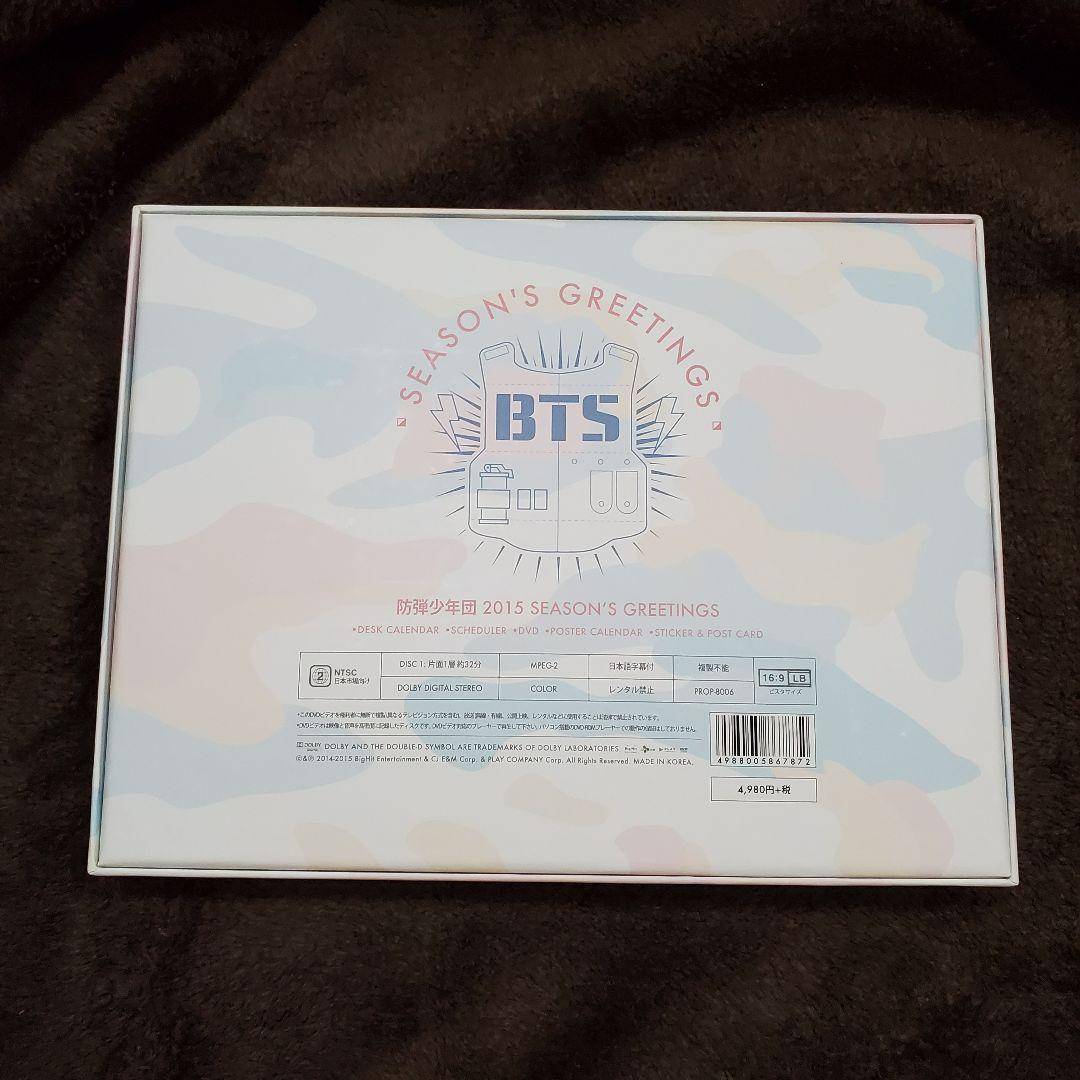 SEASON'S GREETINGS
BTS
防弾少年団 2015 SEASON'S GREETINGS
•DESK CALENDAR •SCHEDULER •DVD •POSTER CALENDAR •STICKER & POST CARD
2 NTSC 日本市場向け
DISC 1: 片面1層 約32分 MPEG-2 日本語字幕付 複製不能
DOLBY DIGITAL STEREO COLOR レンタル禁止 PROP-8006
16:9 LB
ビスタサイズ
DOLBY DOLBY AND THE DOUBLE-D SYMBOL ARE TRADEMARKS OF DOLBY LABORATORIES
©&℗ 2014-2015 BigHit Entertainment & CJ E&M Corp. & PLAY COMPANY Corp. All Rights Reserved. MADE IN KOREA.
4988005867872
4,980円+税